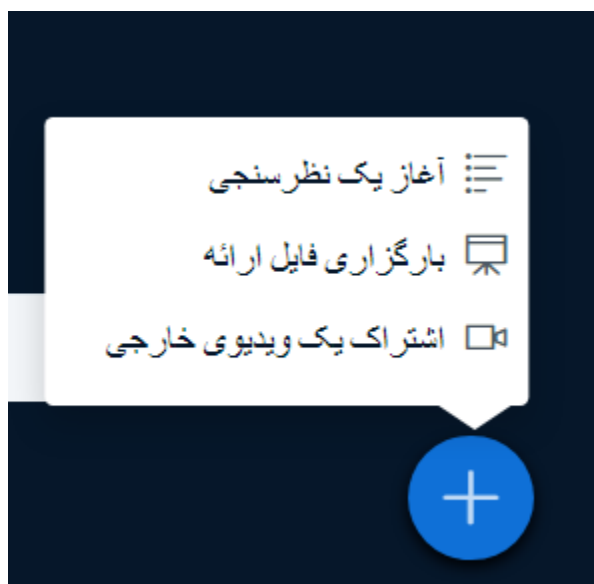 آغاز یک نظرسنجی
بارگزاری فایل ارائه
اشتراک یک ویدیوی خارجی